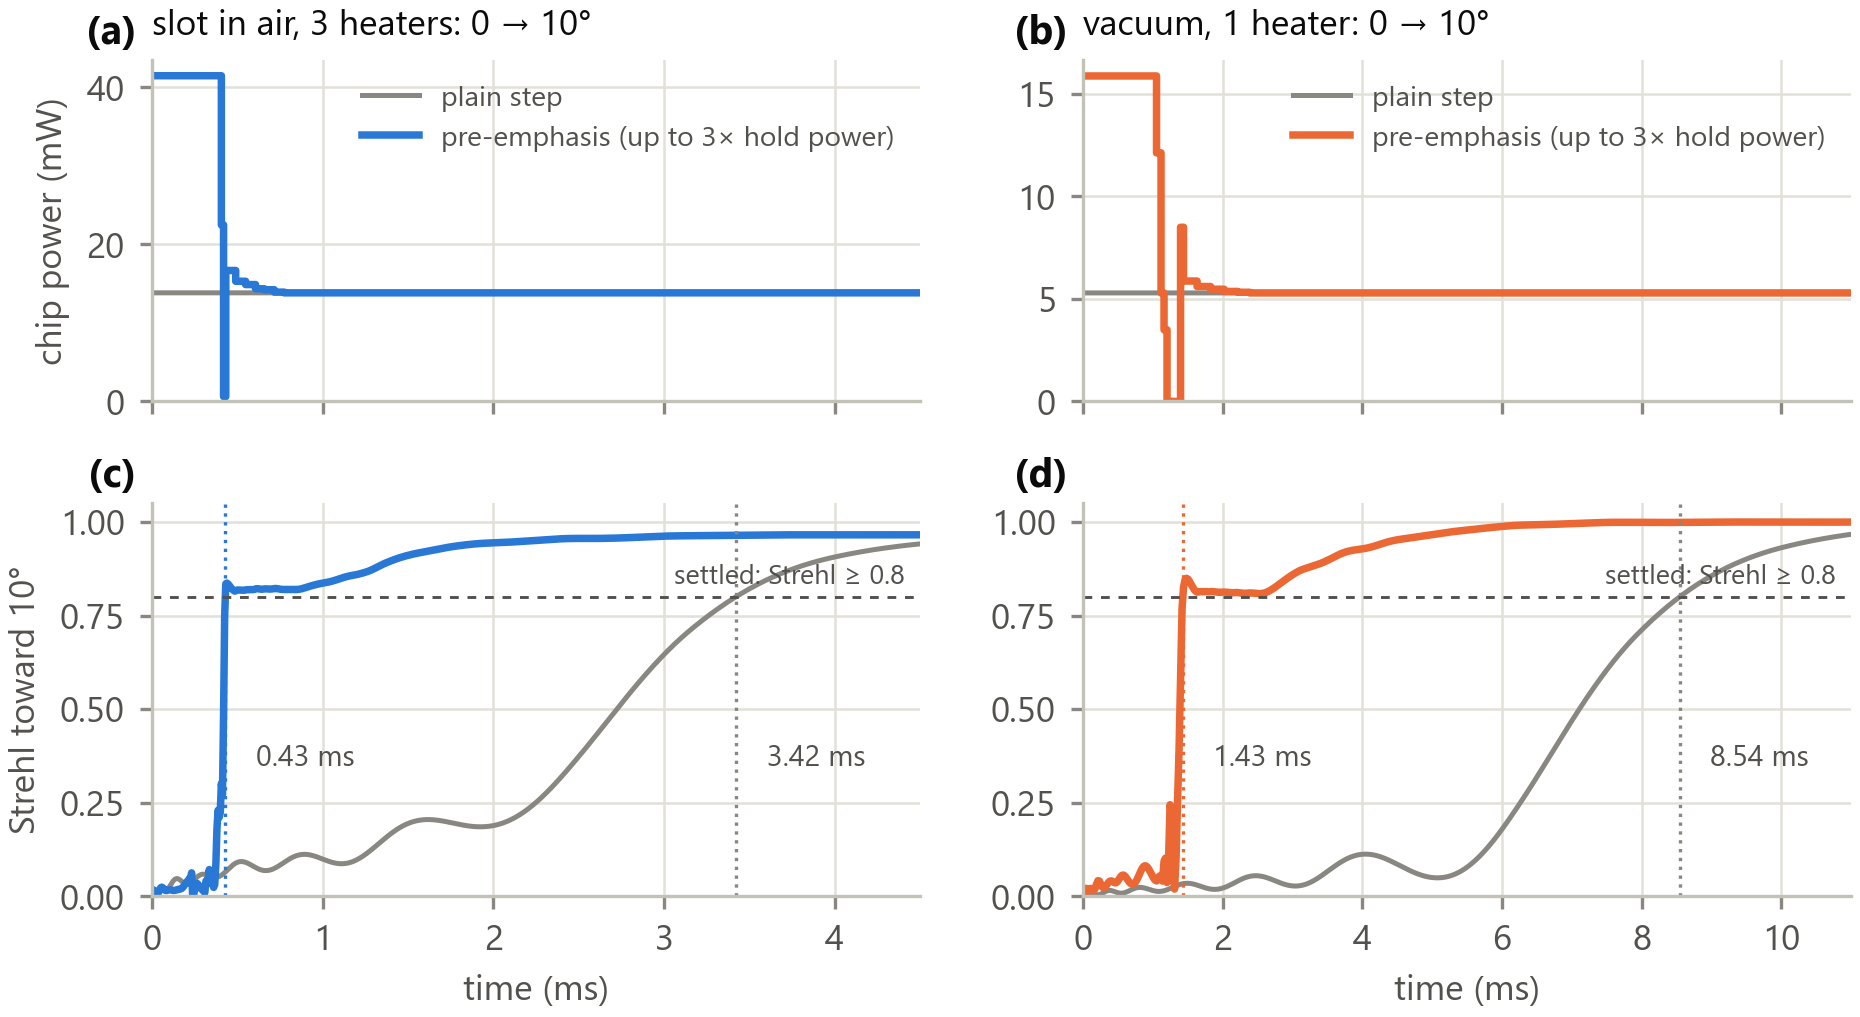 (a) slot in air, 3 heaters: 0 → 10°
chip power (mW)
40
20
0
plain step
pre-emphasis (up to 3× hold power)
(b) vacuum, 1 heater: 0 → 10°
15
10
5
0
plain step
pre-emphasis (up to 3× hold power)
(c)
Strehl toward 10°
1.00
0.75
0.50
0.25
0.00
settled: Strehl ≥ 0.8
0.43 ms
3.42 ms
0 1 2 3 4
time (ms)
(d)
1.00
0.75
0.50
0.25
0.00
settled: Strehl ≥ 0.8
1.43 ms
8.54 ms
0 2 4 6 8 10
time (ms)